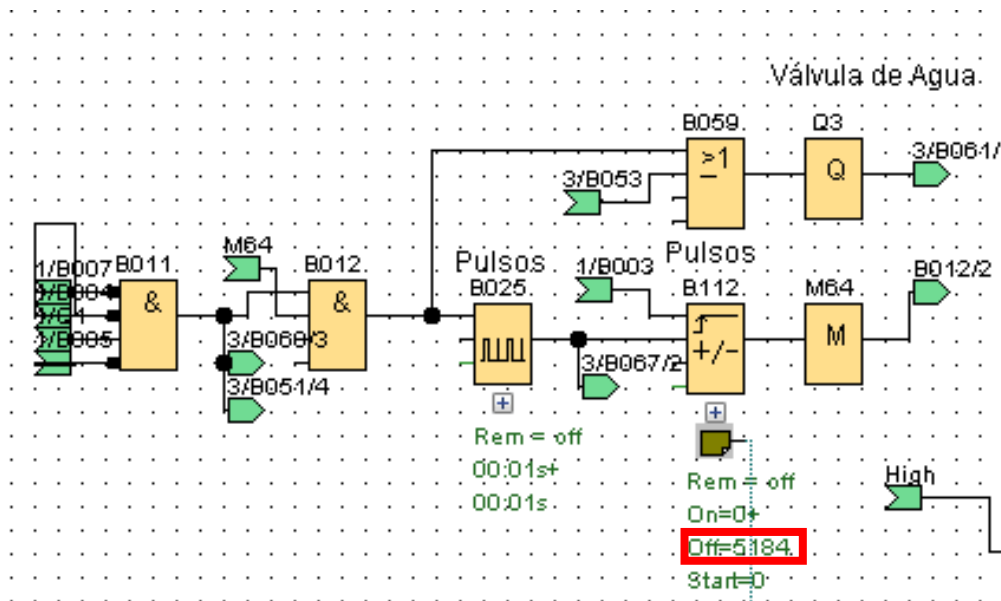 Válvula de Agua.
B059
Q3
>1
Q
3/B061/
3/B053
M64
1/B007
B011
B012
Pulsos
B025
1/B003
Pulsos
B112
M64
B012/2
&
&
+/-
M
3/B005
3/B060/3
3/B067/2
3/B051/4
Rem = off
00:01s+
00:01s
Rem = off
On=0+
Off=5184
Start=0
High